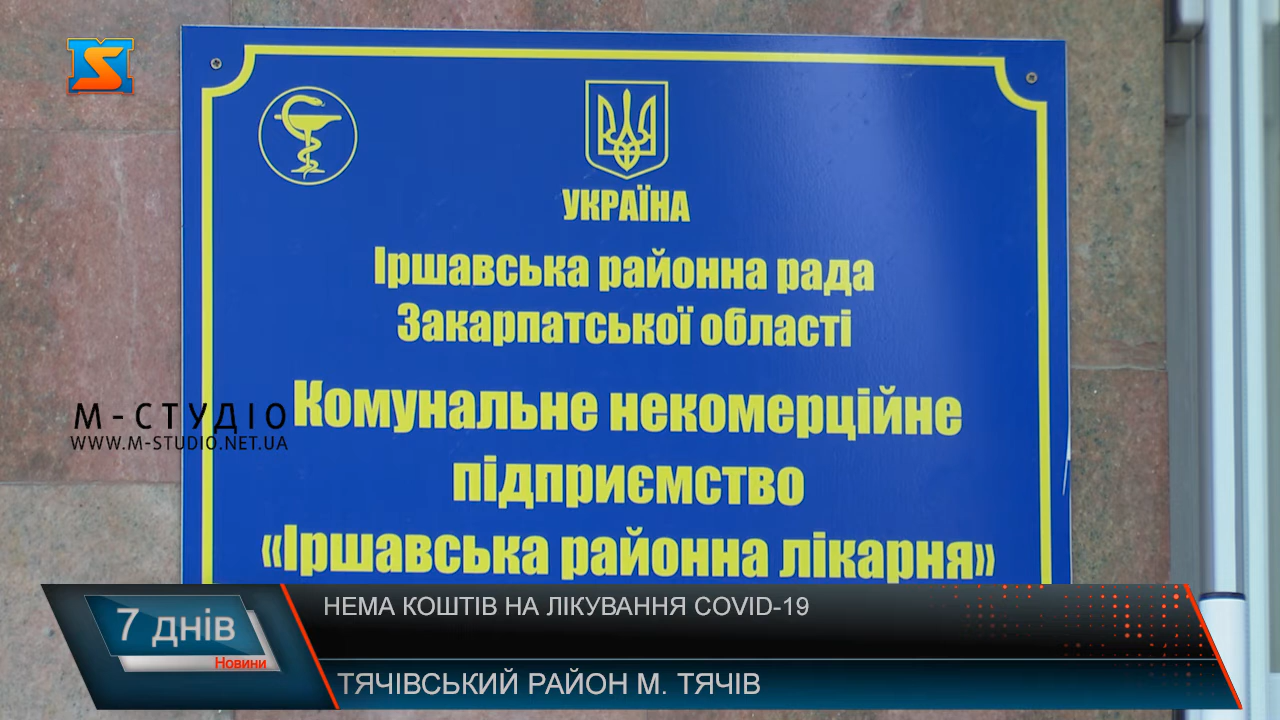 УКРАЇНА
Іршавська районна рада
Закарпатської області
Комунальне некомерційне
підприємство
«Іршавська районна лікарня»
М-СТУДІО
WWW.M-STUDIO.NET.UA
7 днів
Новини
НЕМА КОШТІВ НА ЛІКУВАННЯ COVID-19
ТЯЧІВСЬКИЙ РАЙОН М. ТЯЧІВ